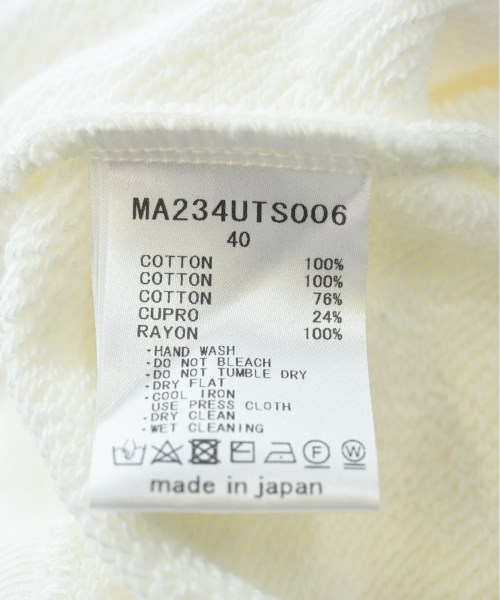 MA234UTS006
40
COTTON 100%
COTTON 100%
COTTON 76%
CUPRO 24%
RAYON 100%
・HAND WASH
・DO NOT BLEACH
・DO NOT TUMBLE DRY
・DRY FLAT
・COOL IRON
USE PRESS CLOTH
・DRY CLEAN
・WET CLEANING
F W
made in japan